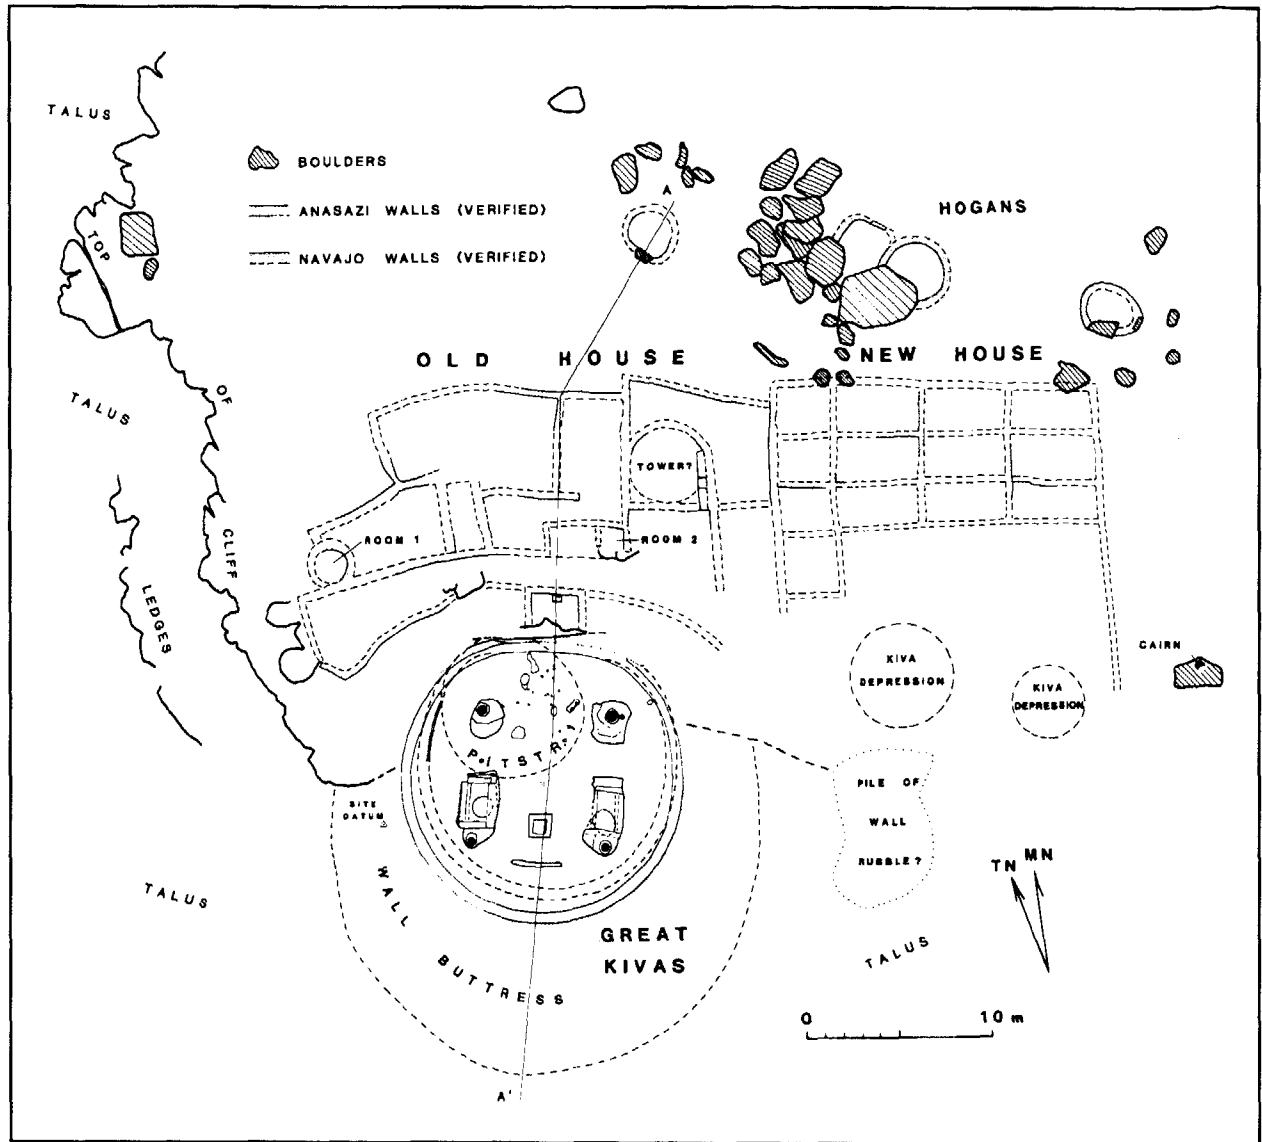 TALUS
BOULDERS
ANASAZI WALLS (VERIFIED)
NAVAJO WALLS (VERIFIED)
A
HOGANS
TOP
OF
CLIFF
OLD HOUSE
NEW HOUSE
TALUS
TOWER?
ROOM 1
ROOM 2
LEDGES
KIVA
DEPRESSION
KIVA
DEPRESSION
CAIRN
PITSTR. 1
SITE
DATUM
PILE OF
WALL
RUBBLE?
TN MN
TALUS
WALL
BUTTRESS
GREAT
KIVAS
TALUS
0 10 m
A'